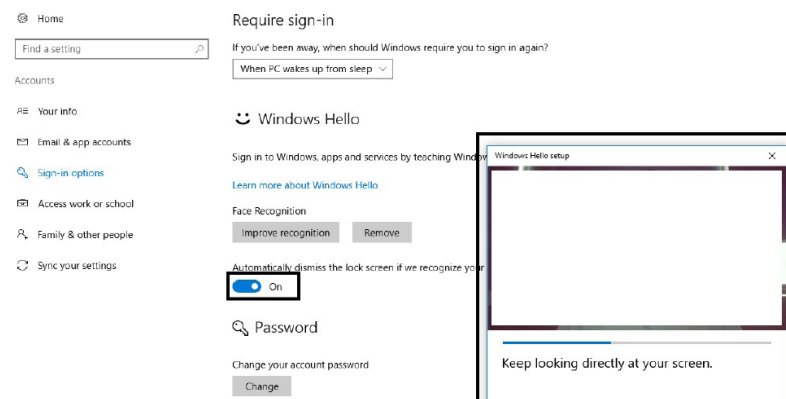 Home
Find a setting
Accounts
Your info
Email & app accounts
Sign-in options
Access work or school
Family & other people
Sync your settings
Require sign-in
If you've been away, when should Windows require you to sign in again?
When PC wakes up from sleep
Windows Hello
Sign in to Windows, apps and services by teaching
Learn more about Windows Hello
Face Recognition
Improve recognition Remove
Automatically dismiss the lock screen if we recognize your
On
Password
Change your account password
Change
Windows Hello setup
Keep looking directly at your screen.